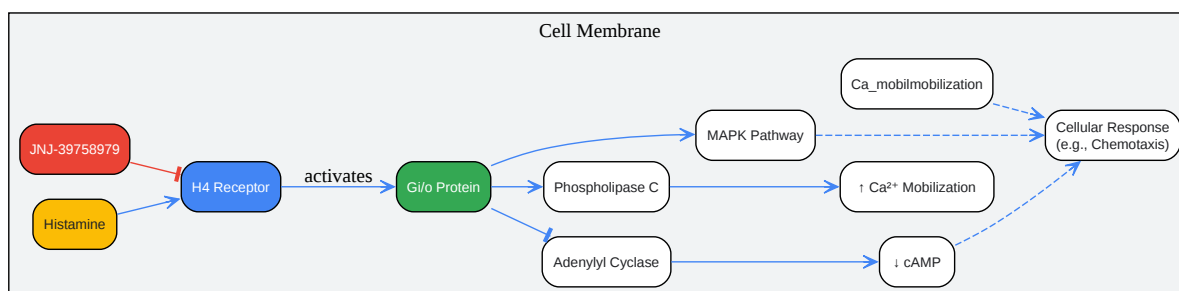 Cell Membrane
Ca_mobilmobilization
JNJ-39758979
MAPK Pathway
Cellular Response
(e.g., Chemotaxis)
H4 Receptor
activates
Gi/o Protein
Phospholipase C
↑ Ca²⁺ Mobilization
Histamine
Adenylyl Cyclase
↓ cAMP